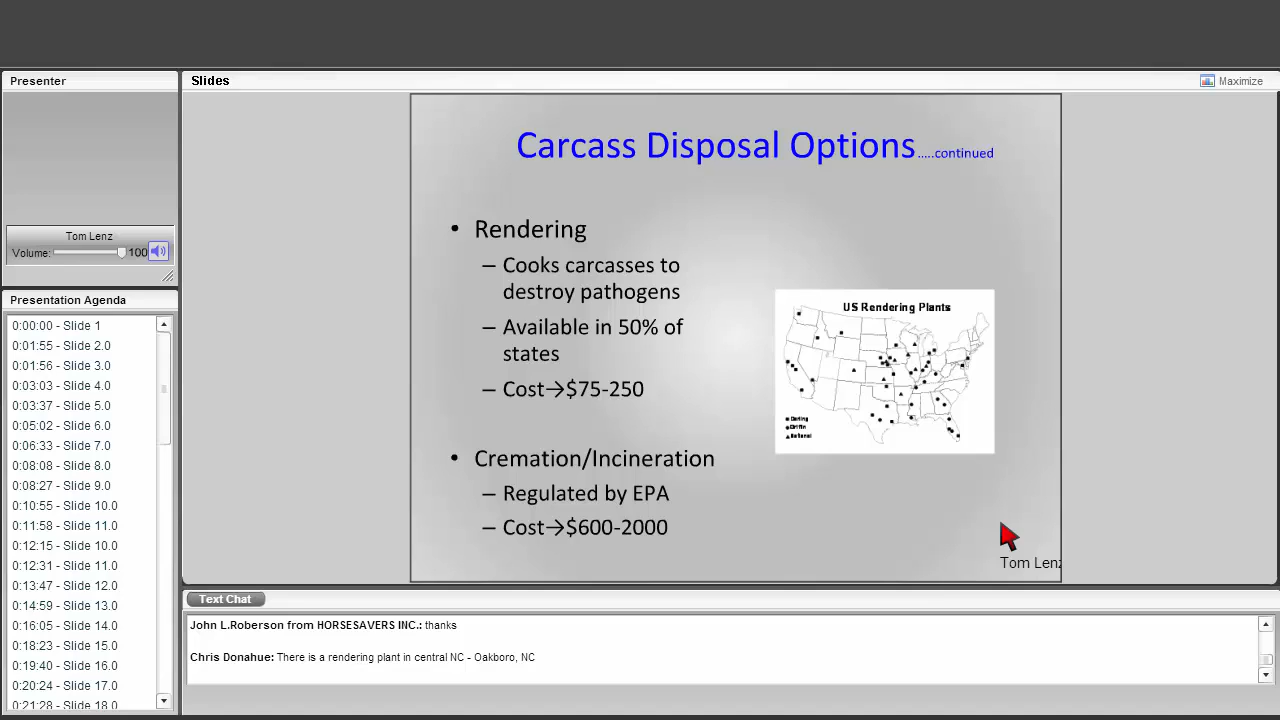 Presenter
Slides
Maximize
Tom Lenz
Volume: 100
Presentation Agenda
0:00:00 - Slide 1
0:01:55 - Slide 2.0
0:01:56 - Slide 3.0
0:03:03 - Slide 4.0
0:03:37 - Slide 5.0
0:05:02 - Slide 6.0
0:06:33 - Slide 7.0
0:08:08 - Slide 8.0
0:08:27 - Slide 9.0
0:10:55 - Slide 10.0
0:11:58 - Slide 11.0
0:12:15 - Slide 10.0
0:12:31 - Slide 11.0
0:13:47 - Slide 12.0
0:14:59 - Slide 13.0
0:16:05 - Slide 14.0
0:18:23 - Slide 15.0
0:19:40 - Slide 16.0
0:20:24 - Slide 17.0
0:21:28 - Slide 18.0
Carcass Disposal Options.....continued
• Rendering
– Cooks carcasses to
destroy pathogens
– Available in 50% of
states
– Cost→$75-250
• Cremation/Incineration
– Regulated by EPA
– Cost→$600-2000
US Rendering Plants
Darling
Griffin
National
Tom Lenz
Text Chat
John L.Roberson from HORSESAVERS INC.: thanks
Chris Donahue: There is a rendering plant in central NC - Oakboro, NC